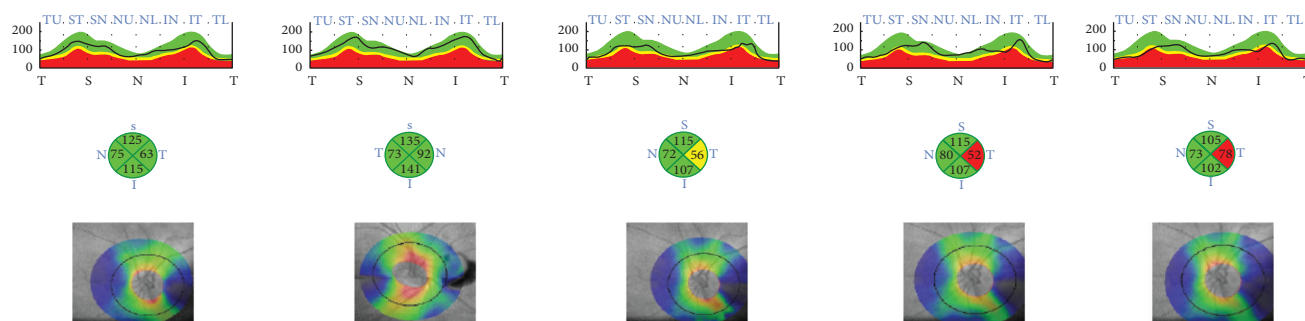 TU. ST. SN. NU. NL. IN . IT . TL
200
100
0
T S N I T
s
125
N 75 63 T
115
I
TU. ST. SN. NU. NL. IN . IT . TL
200
100
0
T S N I T
s
135
T 73 92 N
141
I
TU. ST. SN. NU. NL. IN . IT . TL
200
100
0
T S N I T
S
115
N 72 56 T
107
I
TU. ST. SN. NU. NL. IN . IT . TL
200
100
0
T S N I T
S
115
N 80 52 T
107
I
TU. ST. SN. NU. NL. IN . IT . TL
200
100
0
T S N I T
S
105
N 73 78 T
102
I